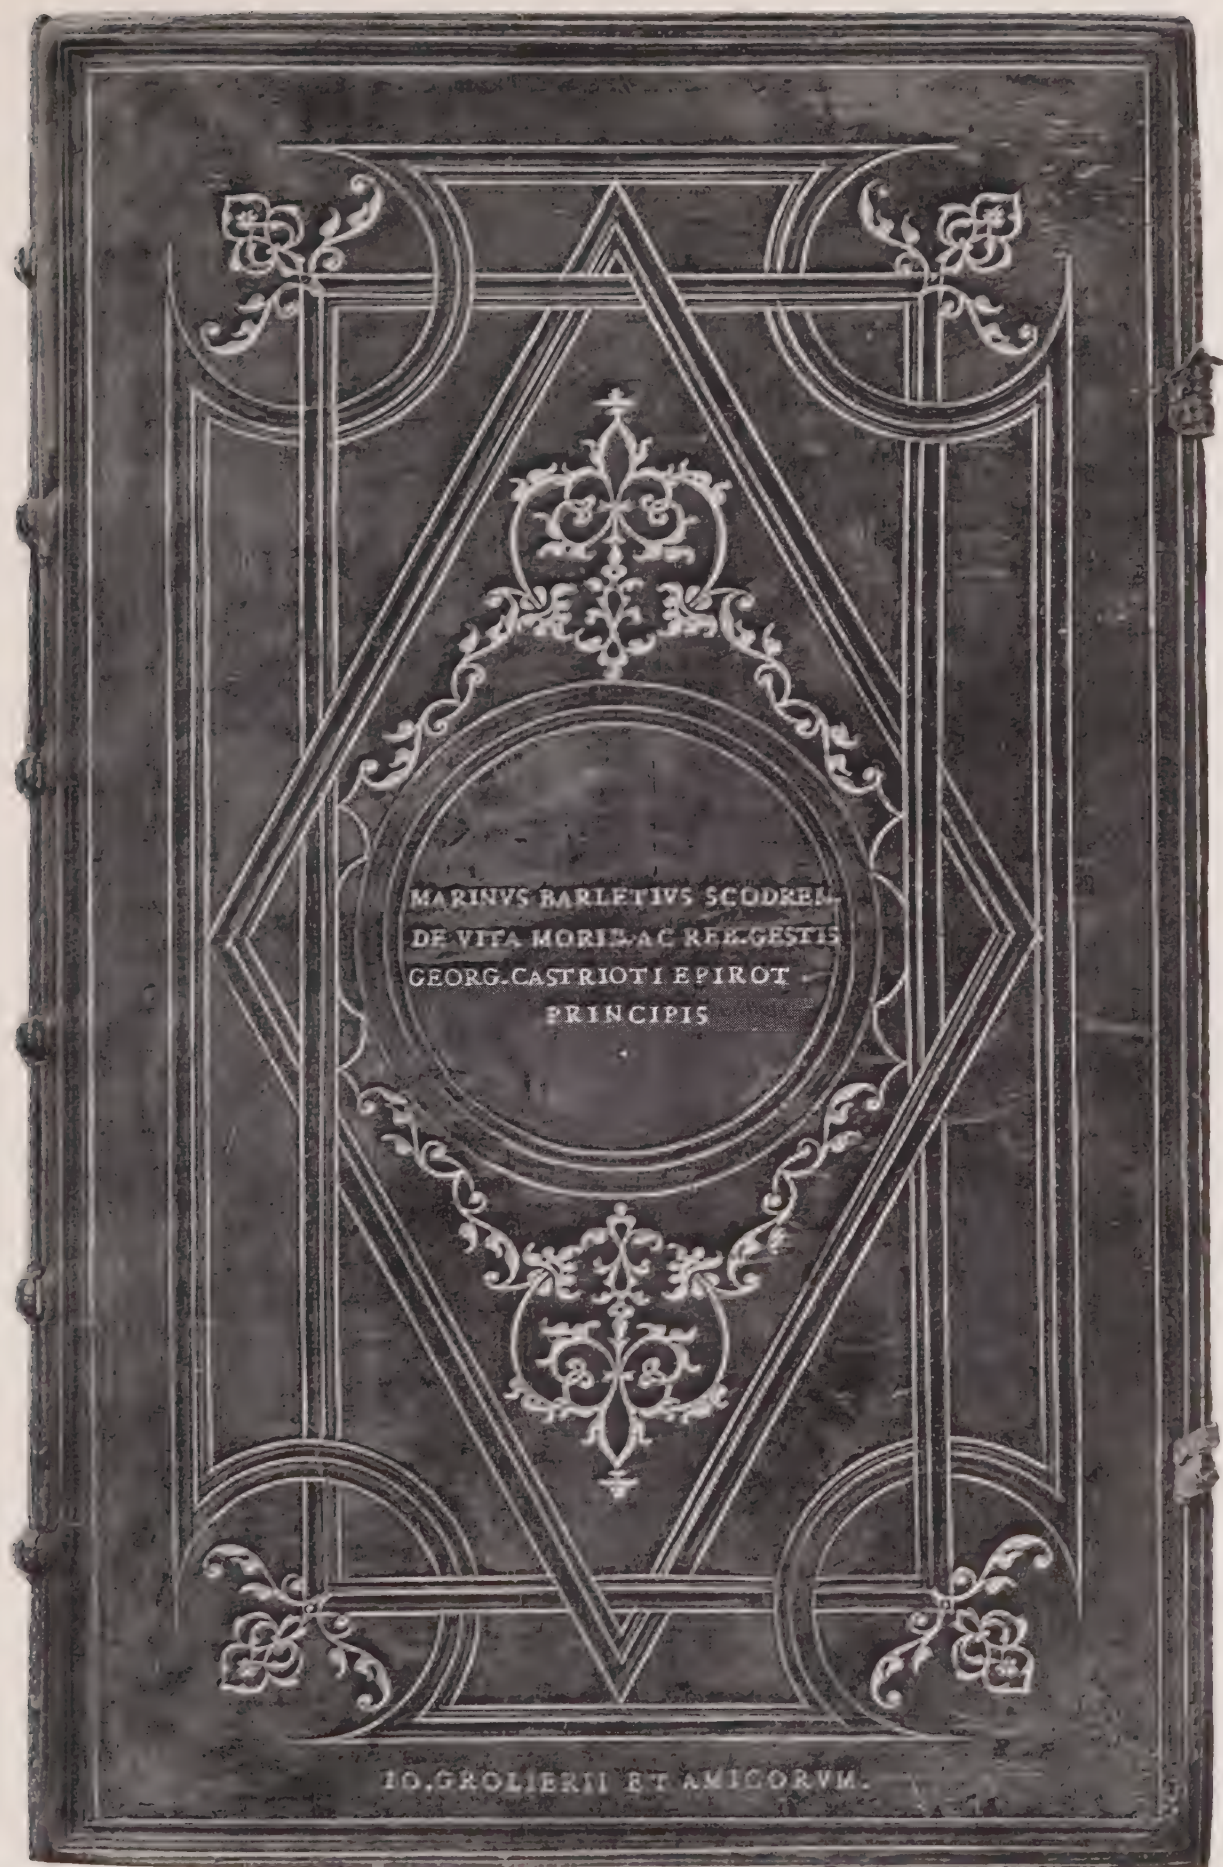 MARINVS BARLETIVS SCODREN.
DE VITA MORIB. AC REB. GESTIS
GEORG. CASTRIOTI EPIROT.
PRINCIPIS
IO. GROLIERII ET AMICORVM.